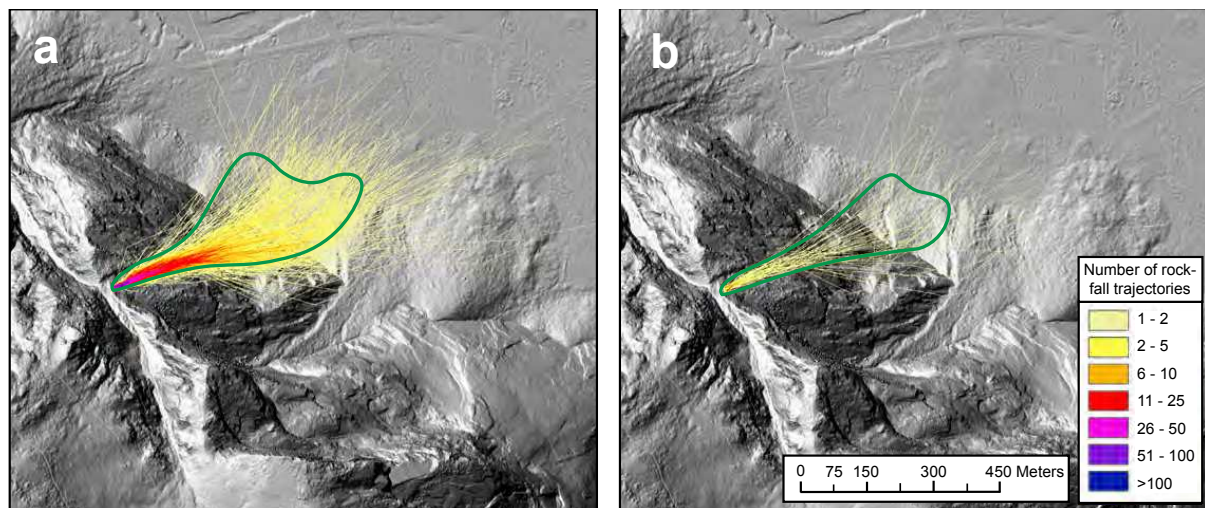 a
b
Number of rock-
fall trajectories
1 - 2
2 - 5
6 - 10
11 - 25
26 - 50
51 - 100
>100
0 75 150 300 450 Meters